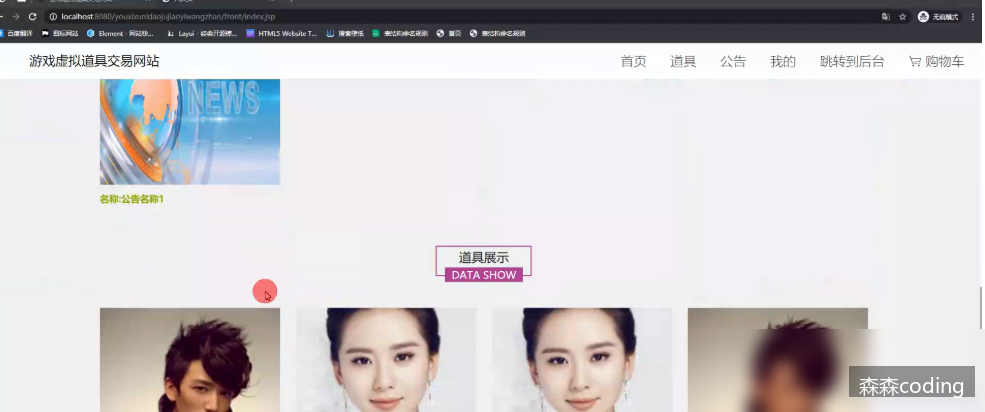 localhost:8080/youxixunidaojujiaoyiwangzhan/front/index.jsp
无痕模式
百度翻译 图标网站 Element - 网站快... Layui - 经典开源模... HTML5 Website T... 搜索壁纸 表结构命名规则 首页 表结构命名规则
游戏虚拟道具交易网站 首页 道具 公告 我的 跳转到后台 购物车
NEWS
名称:公告名称1
道具展示
DATA SHOW
森森coding